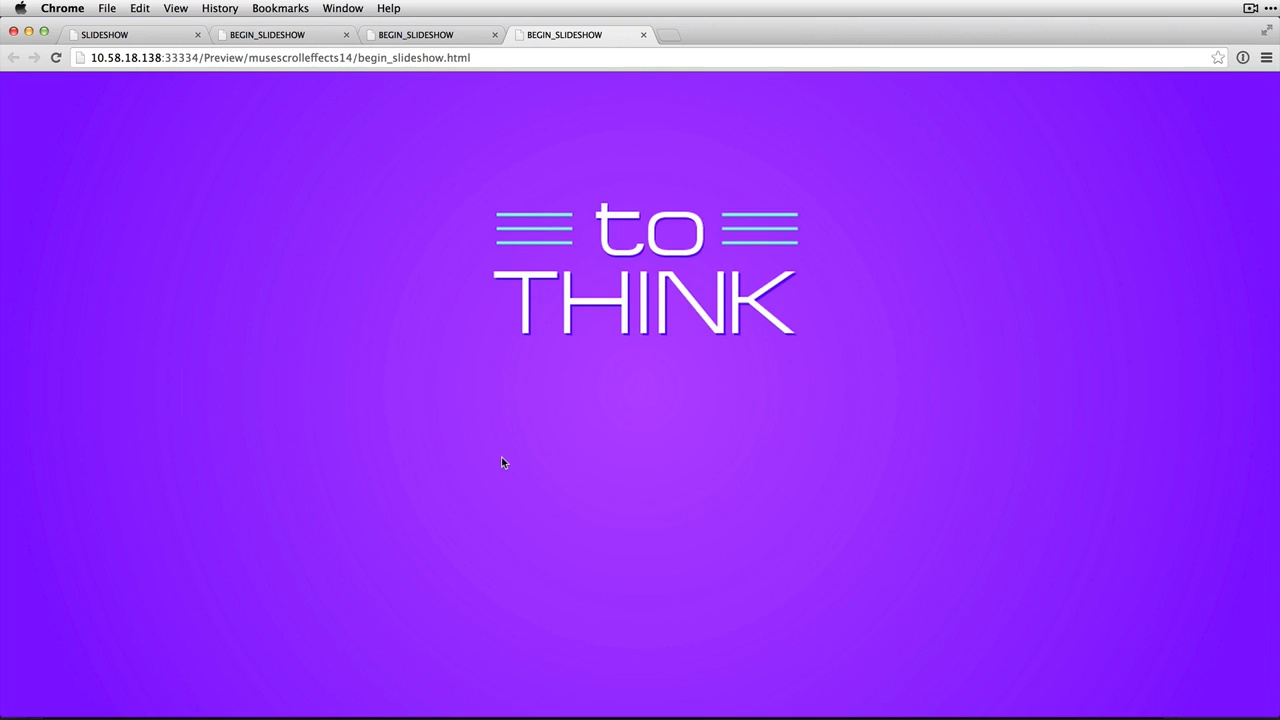 Chrome File Edit View History Bookmarks Window Help
SLIDESHOW BEGIN_SLIDESHOW BEGIN_SLIDESHOW BEGIN_SLIDESHOW
10.58.18.138:33334/Preview/musescrolleffects14/begin_slideshow.html
to
THINK